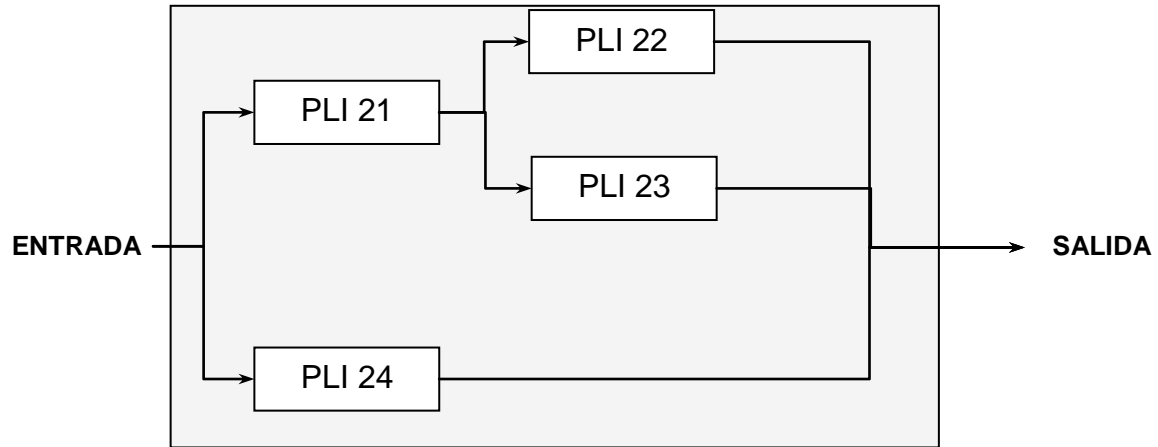 PLI 22
PLI 21
PLI 23
ENTRADA
SALIDA
PLI 24